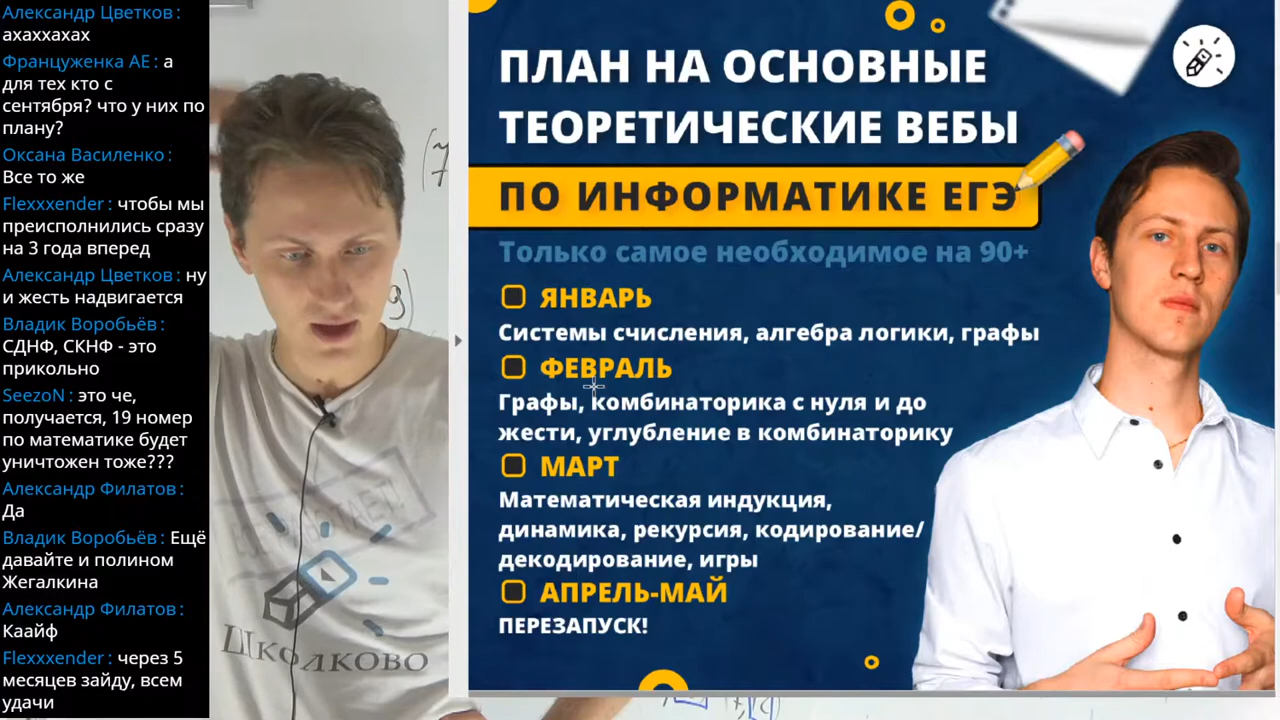 Александр Цветков :
ахаххахах
Француженка АЕ : а
для тех кто с
сентября? что у них по
плану?
Оксана Василенко :
Все то же
Flexxxender : чтобы мы
преисполнились сразу
на 3 года вперед
Александр Цветков : ну
и жесть надвигается
Владик Воробьёв :
СДНФ, СКНФ - это
прикольно
SeezoN : это че,
получается, 19 номер
по математике будет
уничтожен тоже???
Александр Филатов :
Да
Владик Воробьёв : Ещё
давайте и полином
Жегалкина
Александр Филатов :
Каайф
Flexxxender : через 5
месяцев зайду, всем
удачи
Школково
ПЛАН НА ОСНОВНЫЕ
ТЕОРЕТИЧЕСКИЕ ВЕБЫ
ПО ИНФОРМАТИКЕ ЕГЭ
Только самое необходимое на 90+
ЯНВАРЬ
Системы счисления, алгебра логики, графы
ФЕВРАЛЬ
Графы, комбинаторика с нуля и до
жести, углубление в комбинаторику
МАРТ
Математическая индукция,
динамика, рекурсия, кодирование/
декодирование, игры
АПРЕЛЬ-МАЙ
ПЕРЕЗАПУСК!